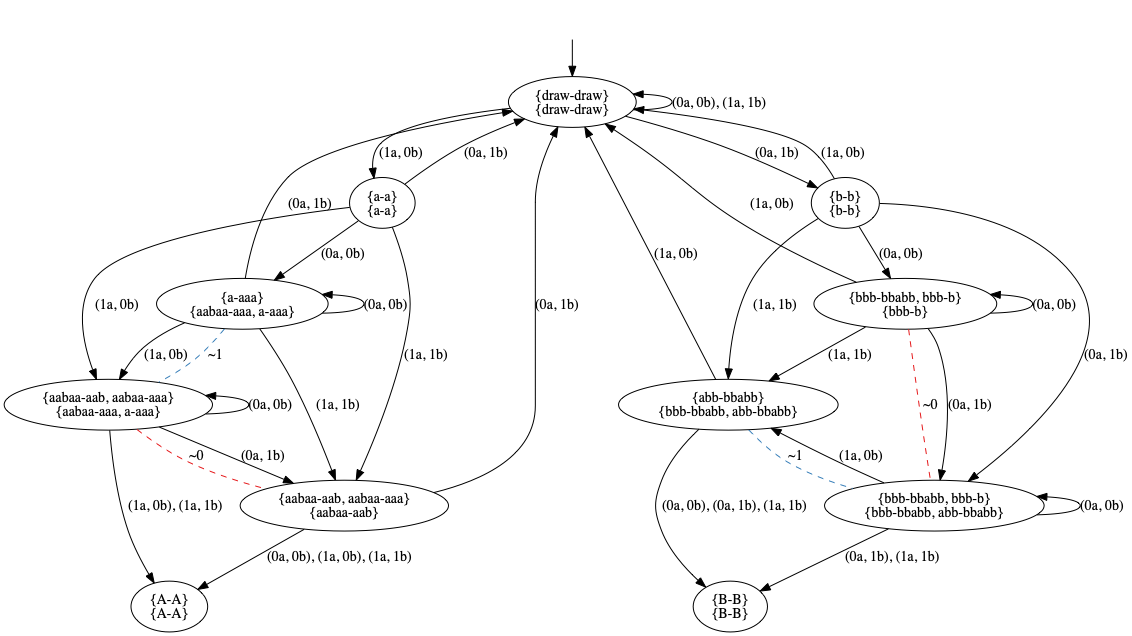 {draw-draw}
{draw-draw}
(0a, 0b), (1a, 1b)
(1a, 0b)
(0a, 1b)
(0a, 1b)
(1a, 0b)
{a-a}
{a-a}
{b-b}
{b-b}
(0a, 1b)
(1a, 0b)
(0a, 0b)
(1a, 0b)
(0a, 0b)
{a-aaa}
{aabaa-aaa, a-aaa}
(0a, 0b)
{bbb-bbabb, bbb-b}
{bbb-b}
(0a, 0b)
(1a, 0b)
(0a, 1b)
(1a, 1b)
(1a, 0b)
~1
(1a, 1b)
(1a, 1b)
(0a, 1b)
{aabaa-aab, aabaa-aaa}
{aabaa-aaa, a-aaa}
(0a, 0b)
(1a, 1b)
{abb-bbabb}
{bbb-bbabb, abb-bbabb}
~0
(0a, 1b)
~0
(0a, 1b)
~1
(1a, 0b)
{aabaa-aab, aabaa-aaa}
{aabaa-aab}
{bbb-bbabb, bbb-b}
{bbb-bbabb, abb-bbabb}
(0a, 0b)
(1a, 0b), (1a, 1b)
(0a, 0b), (0a, 1b), (1a, 1b)
(0a, 0b), (1a, 0b), (1a, 1b)
(0a, 1b), (1a, 1b)
{A-A}
{A-A}
{B-B}
{B-B}